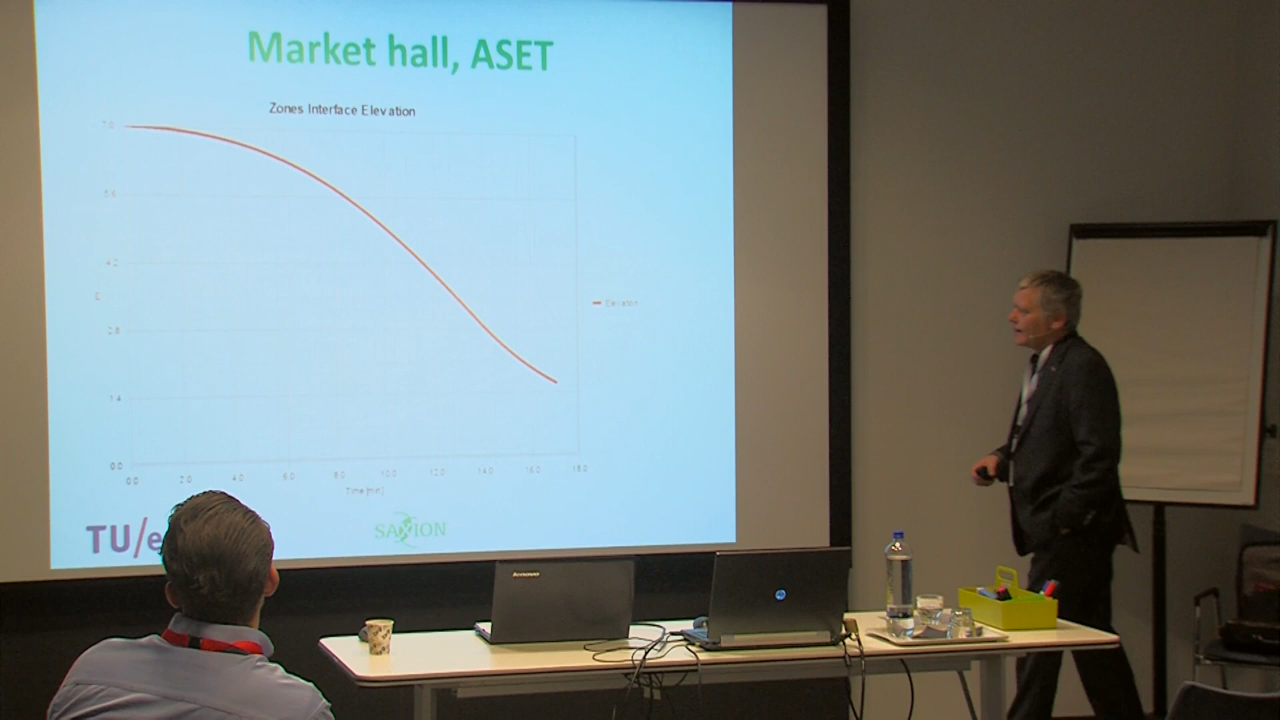 Market hall, ASET
Zones Interface Elevation
7.0
5.6
4.2
2.8
1.4
0.0
0.0 2.0 4.0 6.0 8.0 10.0 12.0 14.0 16.0 18.0
Time [min]
Elevation
TU/e
SAXION
lenovo